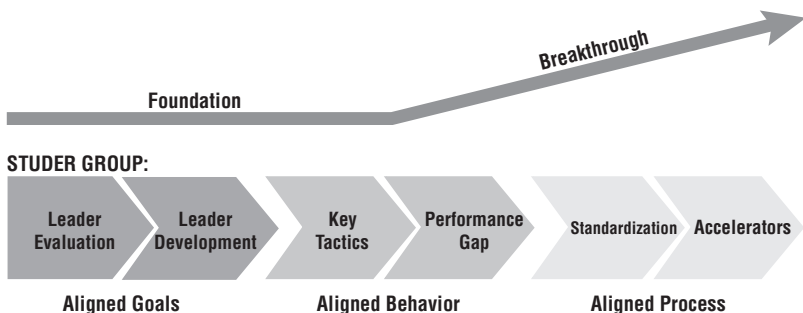 Breakthrough
Foundation
STUDER GROUP:
Leader
Evaluation
Leader
Development
Key
Tactics
Performance
Gap
Standardization
Accelerators
Aligned Goals
Aligned Behavior
Aligned Process